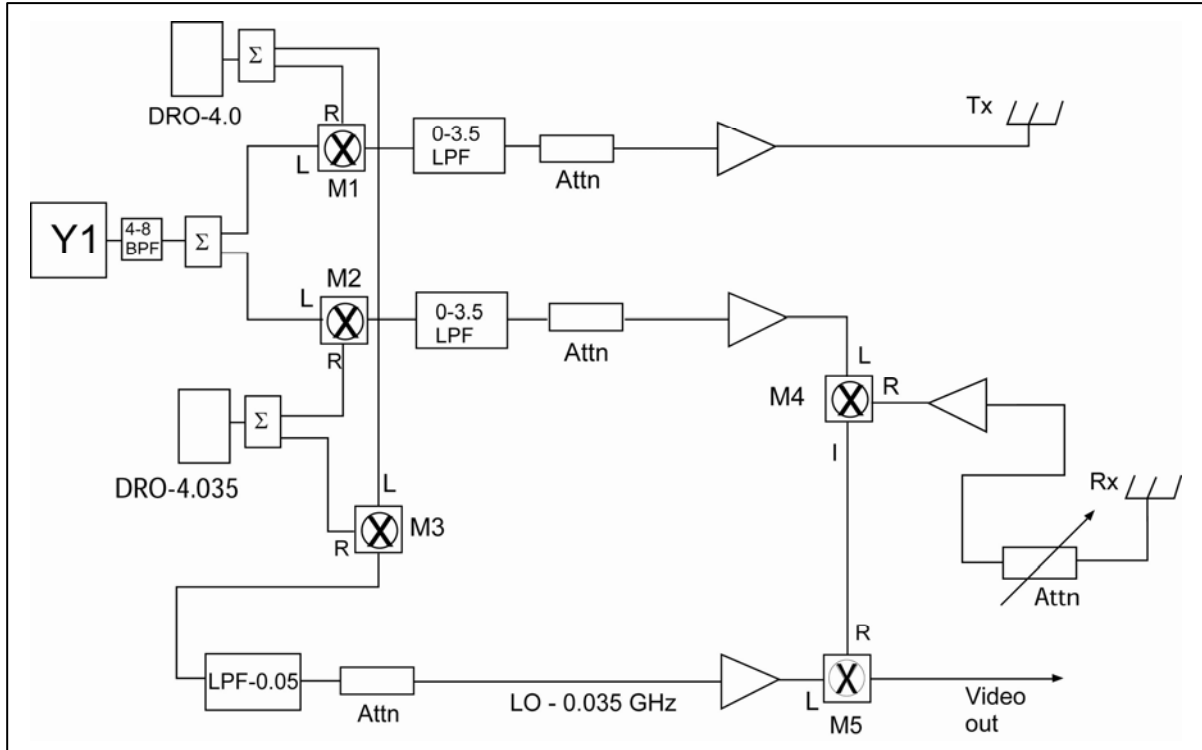 Σ
DRO-4.0
R
L
M1
0-3.5
LPF
Attn
Tx
Y1
4-8
BPF
Σ
M2
L
R
0-3.5
LPF
Attn
L
M4
R
I
Σ
DRO-4.035
L
R
M3
Rx
Attn
LPF-0.05
Attn
LO - 0.035 GHz
R
L
M5
Video
out